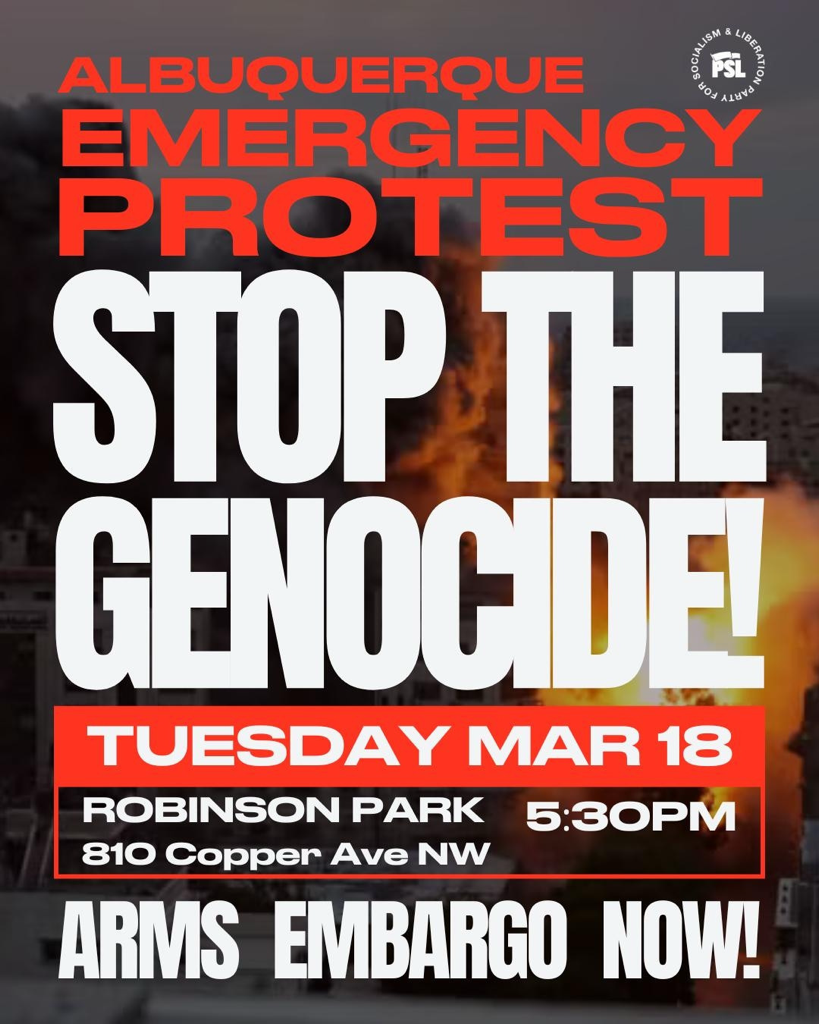 ALBUQUERQUE
EMERGENCY
PROTEST
PARTY FOR SOCIALISM & LIBERATION
PSL
STOP THE
GENOCIDE!
TUESDAY MAR 18
ROBINSON PARK
5:30PM
810 Copper Ave NW
ARMS EMBARGO NOW!